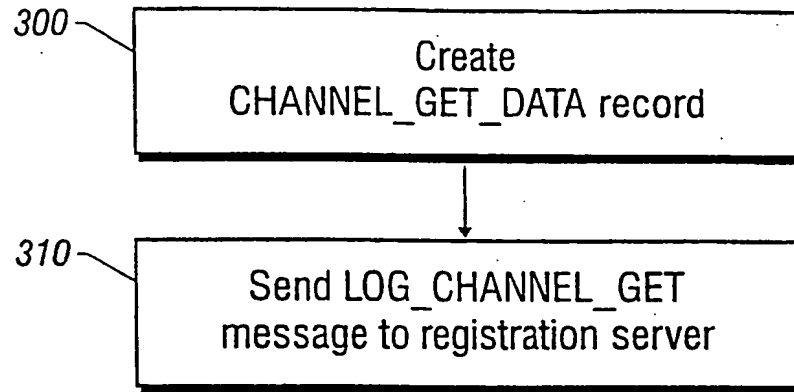 300
Create
CHANNEL_GET_DATA record
310
Send LOG_CHANNEL_GET
message to registration server